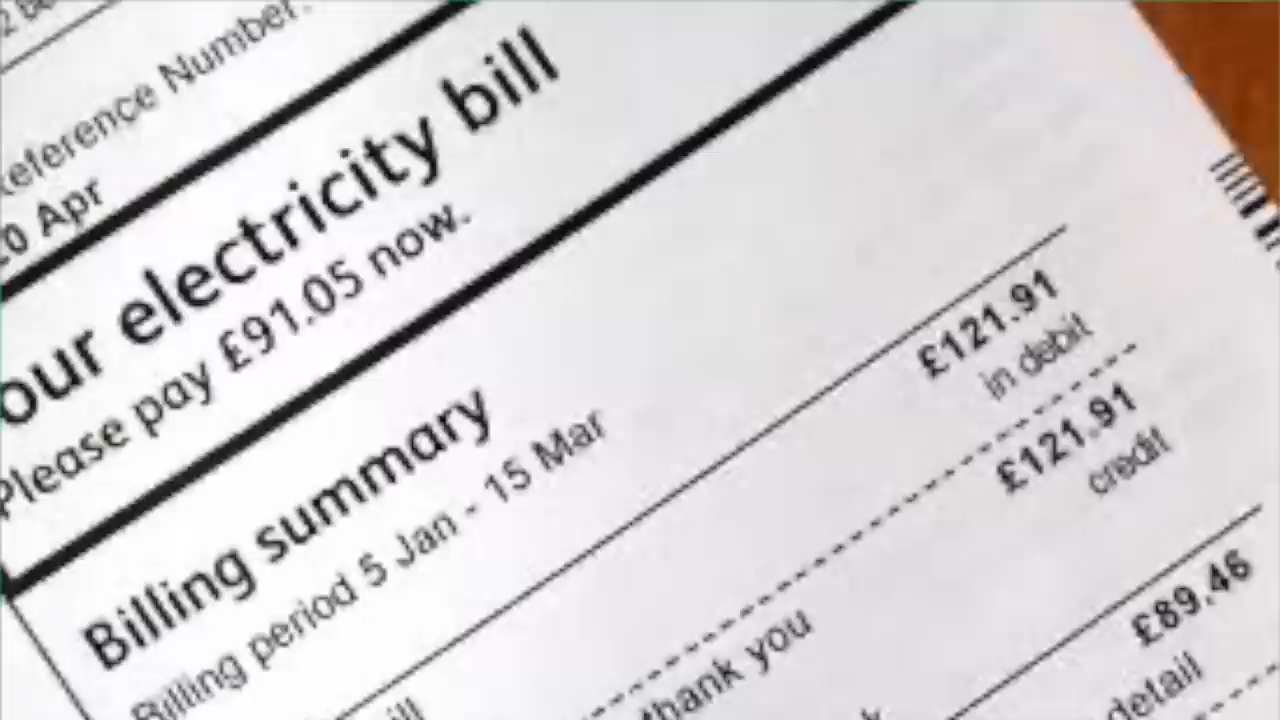 Reference Number:
20 Apr
our electricity bill
Please pay £91.05 now.
Billing summary
Billing period 5 Jan - 15 Mar
£121.91
in debit
£121.91
credit
thank you
£89.46
detail